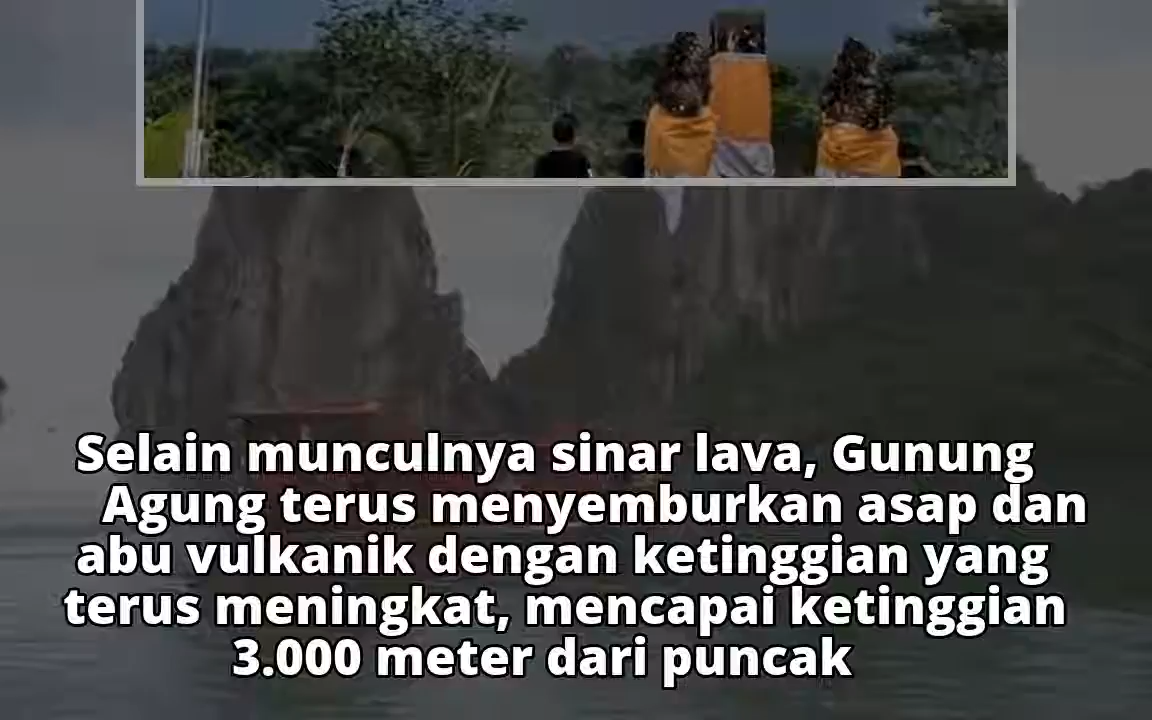 Selain munculnya sinar lava, Gunung
Agung terus menyemburkan asap dan
abu vulkanik dengan ketinggian yang
terus meningkat, mencapai ketinggian
3.000 meter dari puncak